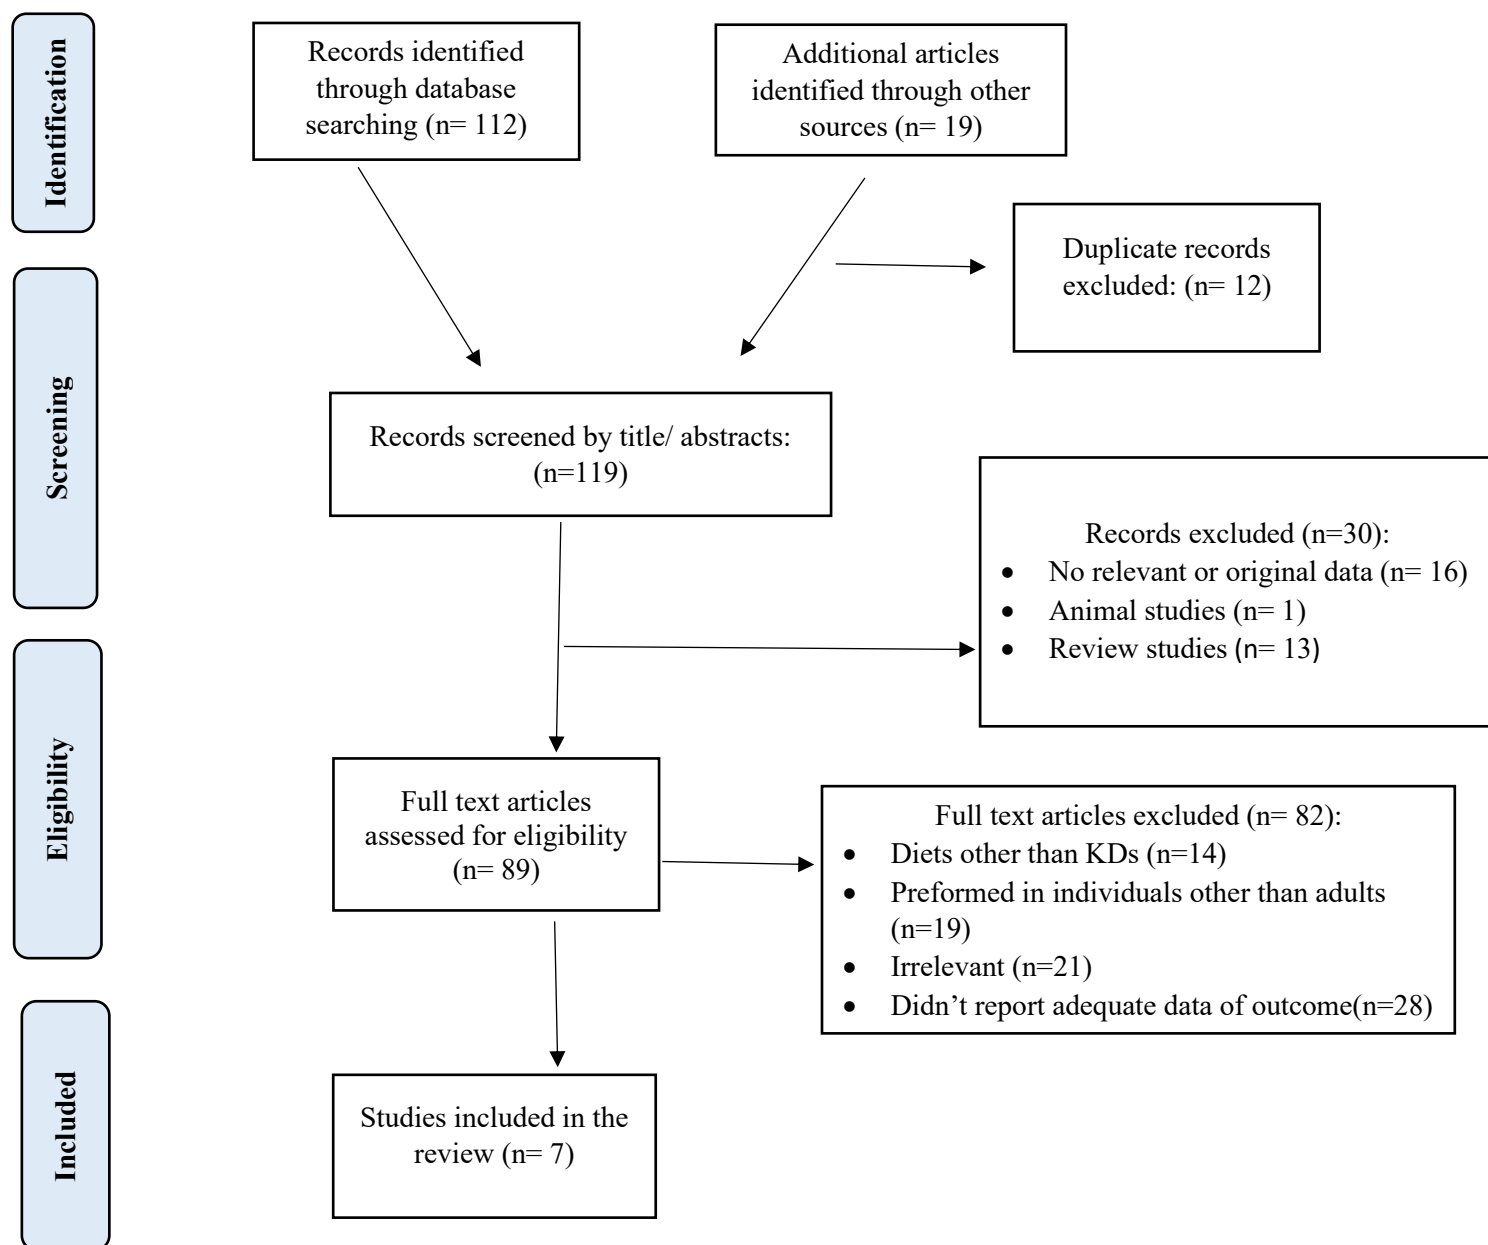 Identification
Records identified
through database
searching (n= 112)
Additional articles
identified through other
sources (n= 19)
Duplicate records
excluded: (n= 12)
Screening
Records screened by title/ abstracts:
(n=119)
Records excluded (n=30):
• No relevant or original data (n= 16)
• Animal studies (n= 1)
• Review studies (n= 13)
Eligibility
Full text articles
assessed for eligibility
(n= 89)
Full text articles excluded (n= 82):
• Diets other than KDs (n=14)
• Preformed in individuals other than adults
(n=19)
• Irrelevant (n=21)
• Didn’t report adequate data of outcome(n=28)
Included
Studies included in the
review (n= 7)